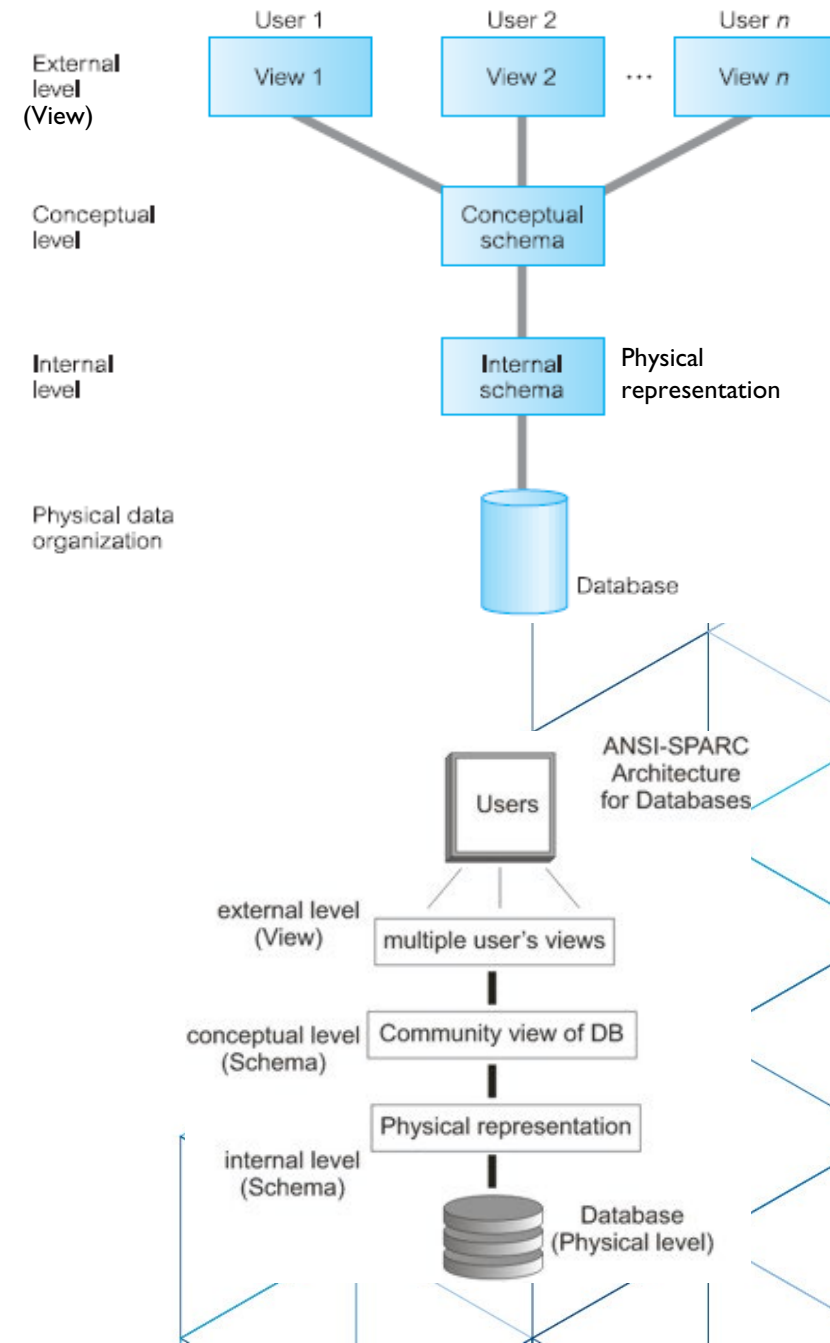 User 1
User 2
User n
External
level
(View)
View 1
View 2
...
View n
Conceptual
level
Conceptual
schema
Internal
level
Internal
schema
Physical
representation
Physical data
organization
Database
ANSI-SPARC
Architecture
for Databases
Users
external level
(View)
multiple user's views
conceptual level
(Schema)
Community view of DB
Physical representation
internal level
(Schema)
Database
(Physical level)